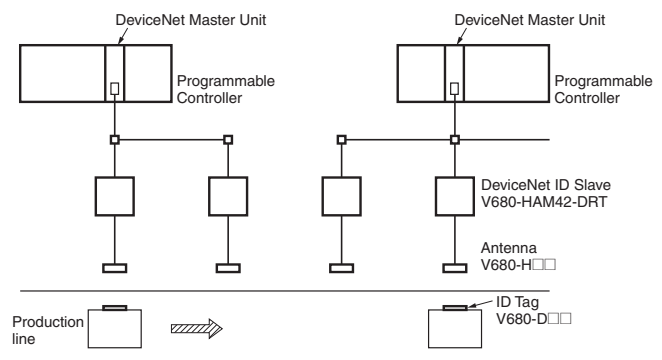 DeviceNet Master Unit
DeviceNet Master Unit
Programmable
Controller
Programmable
Controller
DeviceNet ID Slave
V680-HAM42-DRT
Antenna
V680-H□□
ID Tag
V680-D□□
Production
line